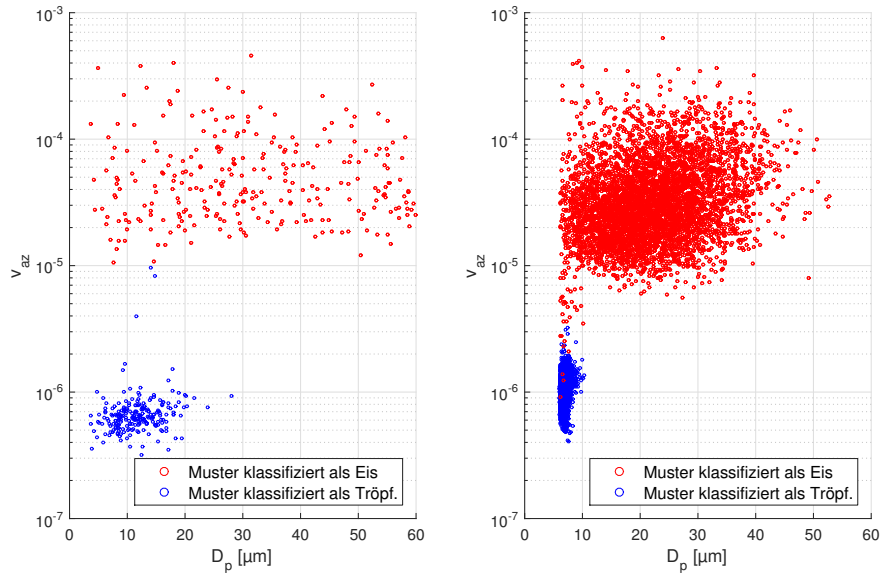 10^-3
10^-4
10^-5
10^-6
10^-7
v_az
0 10 20 30 40 50 60
D_p [µm]
Muster klassifiziert als Eis
Muster klassifiziert als Tröpf.
10^-3
10^-4
10^-5
10^-6
10^-7
v_az
0 10 20 30 40 50 60
D_p [µm]
Muster klassifiziert als Eis
Muster klassifiziert als Tröpf.